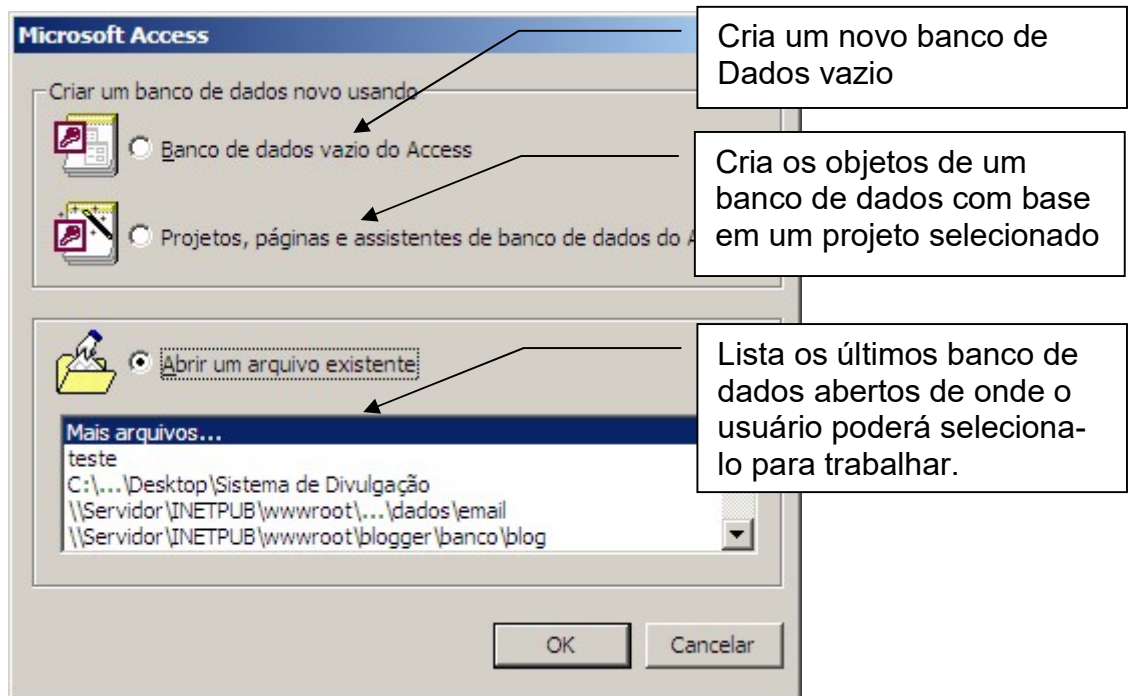 Microsoft Access
Cria um novo banco de
Dados vazio
Criar um banco de dados novo usando
Banco de dados vazio do Access
Cria os objetos de um
banco de dados com base
em um projeto selecionado
Projetos, páginas e assistentes de banco de dados do A
Abrir um arquivo existente
Lista os últimos banco de
dados abertos de onde o
usuário poderá seleciona-
lo para trabalhar.
Mais arquivos...
teste
C:\...\Desktop\Sistema de Divulgação
\\Servidor\INETPUB\wwwroot\...\dados\email
\\Servidor\INETPUB\wwwroot\blogger\banco\blog
OK
Cancelar